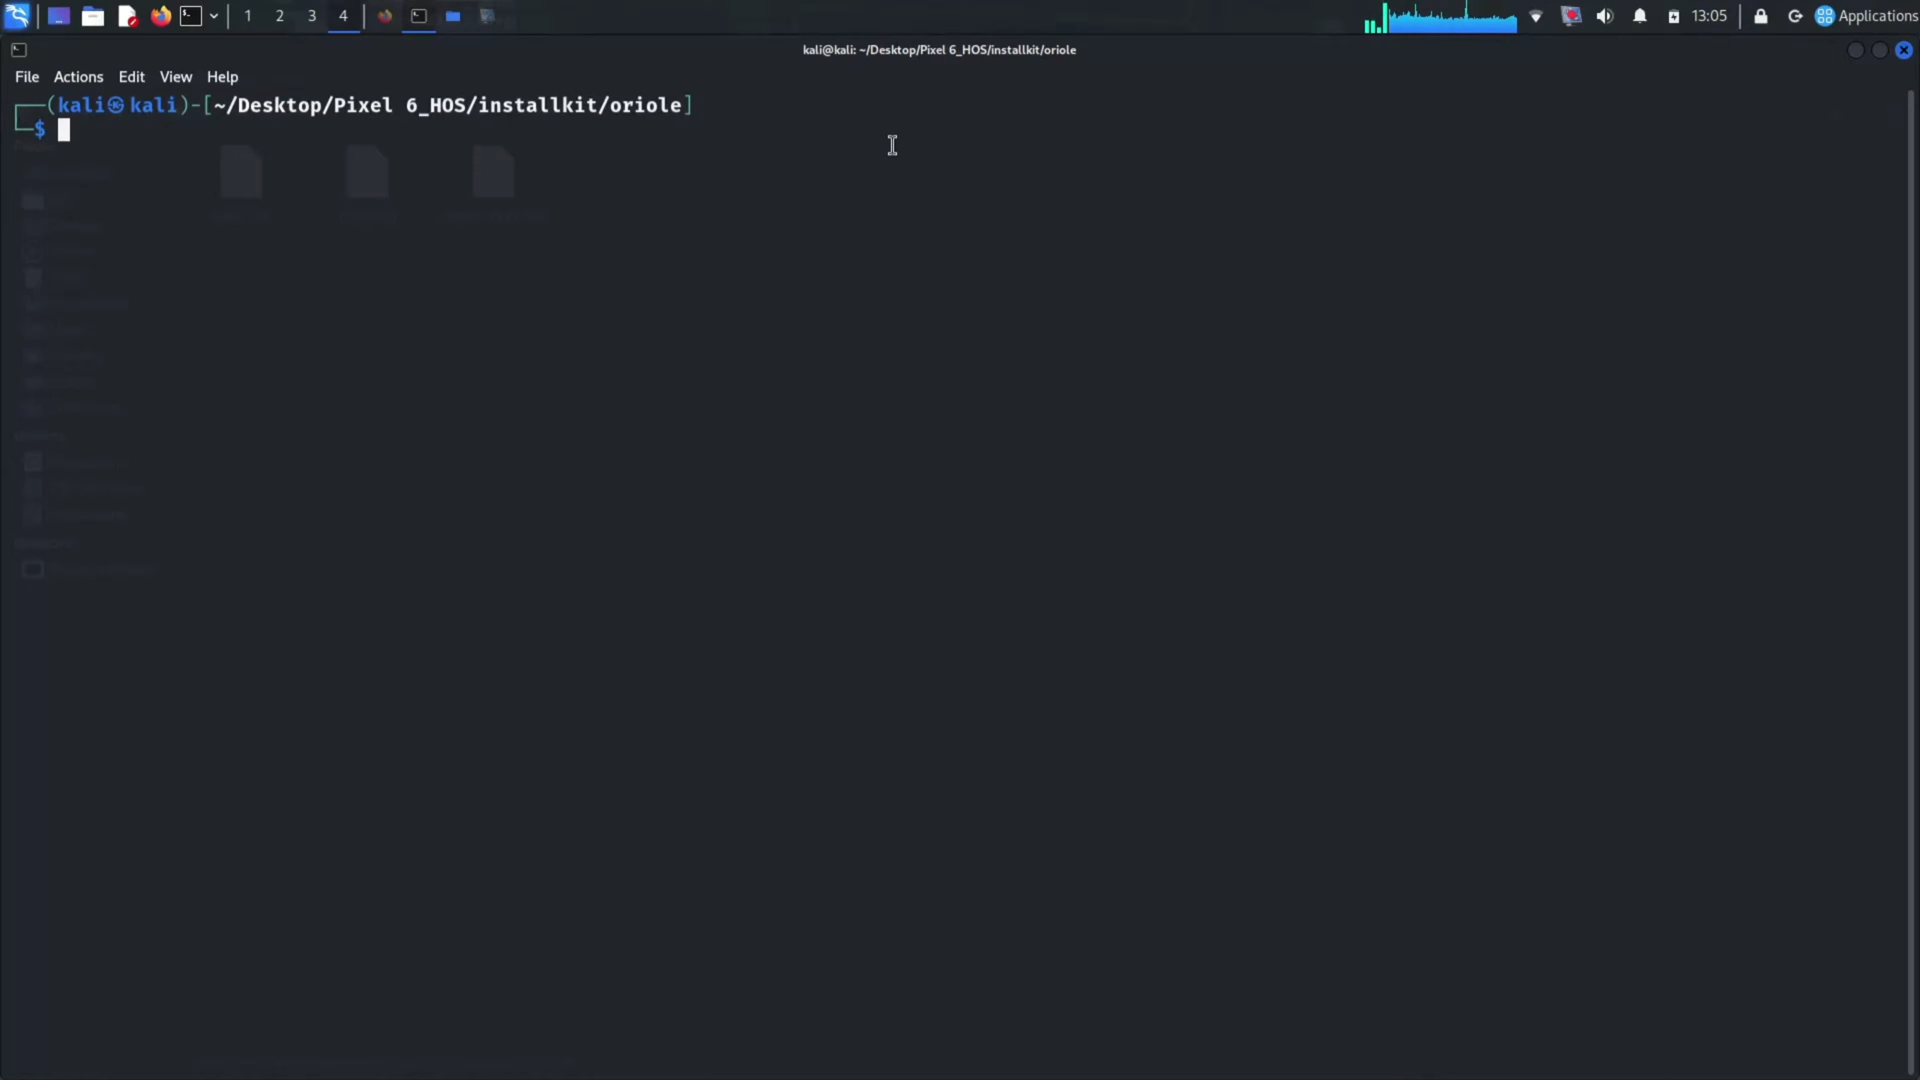 1 2 3 4 13:05 Applications
kali@kali: ~/Desktop/Pixel 6_HOS/installkit/oriole
File Actions Edit View Help
┌──(kali㉿kali)-[~/Desktop/Pixel 6_HOS/installkit/oriole]
└─$